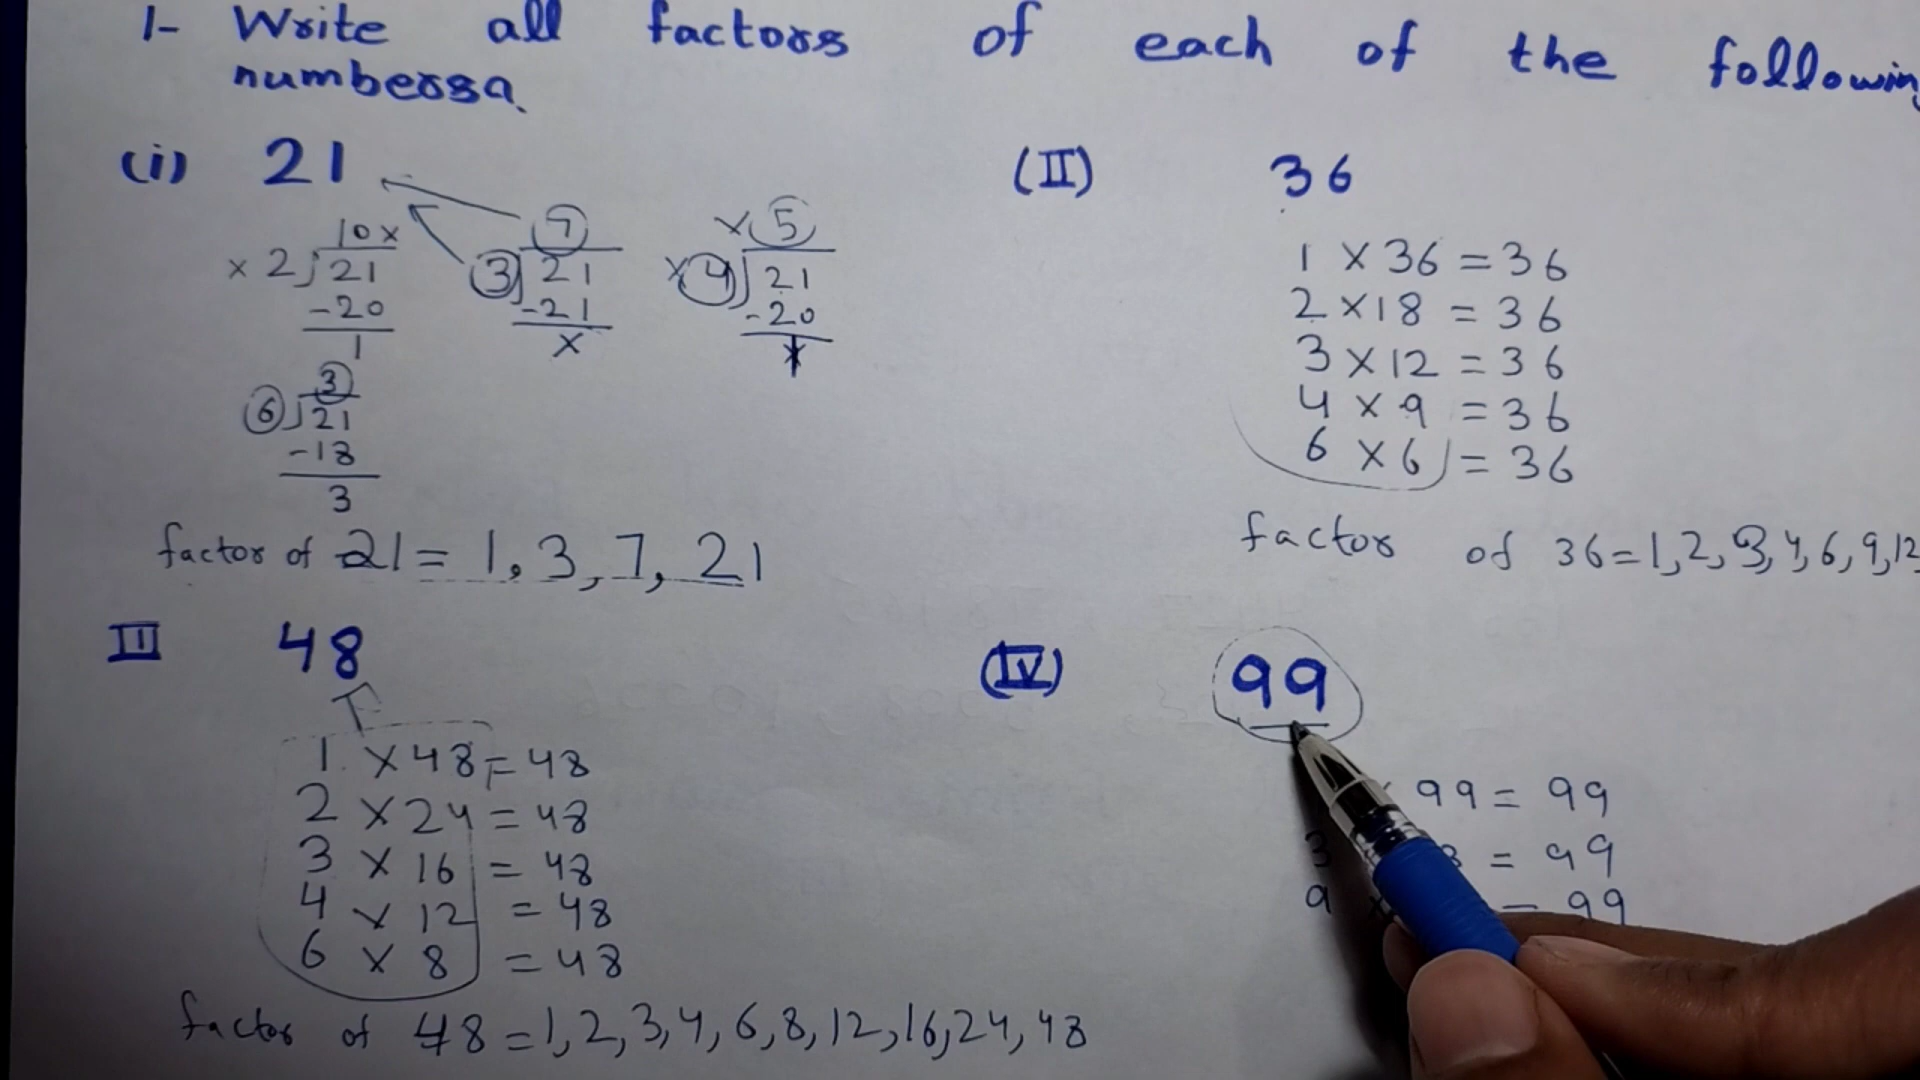 1- Write all factors of each of the following
numbers.
(i) 21
10 x
x 2) 21
-20
1
7
3) 21
-21
x
x 5
x 4) 21
-20
1
3
6) 21
-18
3
factor of 21 = 1, 3, 7, 21
(II) 36
1 x 36 = 36
2 x 18 = 36
3 x 12 = 36
4 x 9 = 36
6 x 6 = 36
factor of 36 = 1, 2, 3, 4, 6, 9, 12,
III 48
1 x 48 = 48
2 x 24 = 48
3 x 16 = 48
4 x 12 = 48
6 x 8 = 48
factor of 48 = 1, 2, 3, 4, 6, 8, 12, 16, 24, 48
(IV) 99
99 = 99
3 = 99
9 = 99